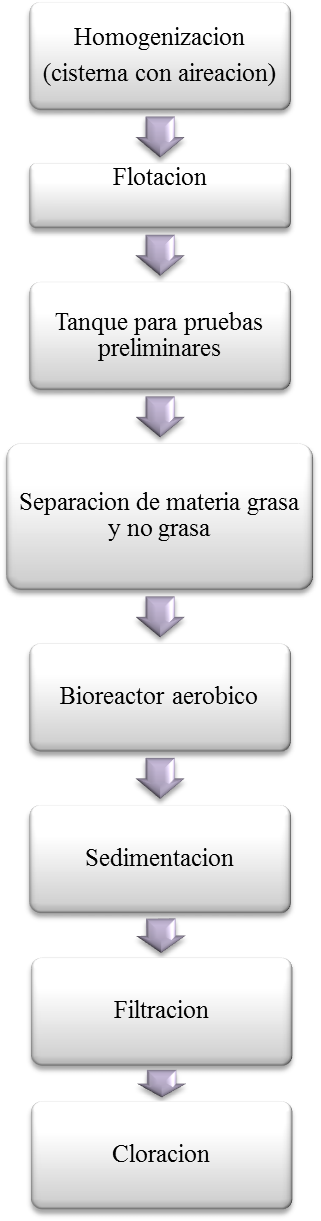 Homogenizacion
(cisterna con aireacion)
Flotacion
Tanque para pruebas
preliminares
Separacion de materia grasa
y no grasa
Bioreactor aerobico
Sedimentacion
Filtracion
Cloracion